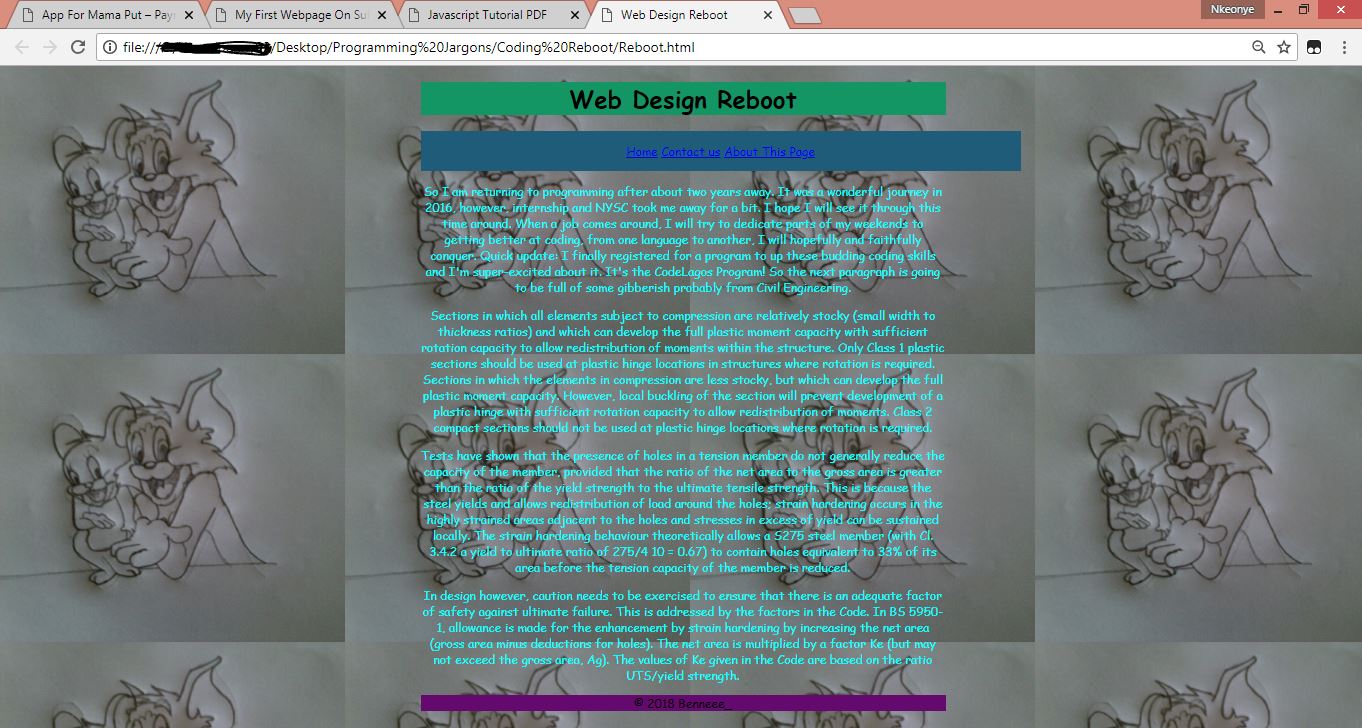 App For Mama Put – Payr
My First Webpage On Su
Javascript Tutorial PDF
Web Design Reboot
Nkeonye
file:///
/Desktop/Programming%20Jargons/Coding%20Reboot/Reboot.html
Web Design Reboot
Home Contact us About This Page
So I am returning to programming after about two years away. It was a wonderful journey in
2016, however, internship and NYSC took me away for a bit. I hope I will see it through this
time around. When a job comes around, I will try to dedicate parts of my weekends to
getting better at coding, from one language to another, I will hopefully and faithfully
conquer. Quick update: I finally registered for a program to up these budding coding skills
and I'm super-excited about it. It's the CodeLagos Program! So the next paragraph is going
to be full of some gibberish probably from Civil Engineering.
Sections in which all elements subject to compression are relatively stocky (small width to
thickness ratios) and which can develop the full plastic moment capacity with sufficient
rotation capacity to allow redistribution of moments within the structure. Only Class 1 plastic
sections should be used at plastic hinge locations in structures where rotation is required.
Sections in which the elements in compression are less stocky, but which can develop the full
plastic moment capacity. However, local buckling of the section will prevent development of a
plastic hinge with sufficient rotation capacity to allow redistribution of moments. Class 2
compact sections should not be used at plastic hinge locations where rotation is required.
Tests have shown that the presence of holes in a tension member do not generally reduce the
capacity of the member, provided that the ratio of the net area to the gross area is greater
than the ratio of the yield strength to the ultimate tensile strength. This is because the
steel yields and allows redistribution of load around the holes; strain hardening occurs in the
highly strained areas adjacent to the holes and stresses in excess of yield can be sustained
locally. The strain hardening behaviour theoretically allows a S275 steel member (with Cl.
3.4.2 a yield to ultimate ratio of 275/4 10 = 0.67) to contain holes equivalent to 33% of its
area before the tension capacity of the member is reduced.
In design however, caution needs to be exercised to ensure that there is an adequate factor
of safety against ultimate failure. This is addressed by the factors in the Code. In BS 5950-
1, allowance is made for the enhancement by strain hardening by increasing the net area
(gross area minus deductions for holes). The net area is multiplied by a factor Ke (but may
not exceed the gross area, Ag). The values of Ke given in the Code are based on the ratio
UTS/yield strength.
© 2018 Benneee_